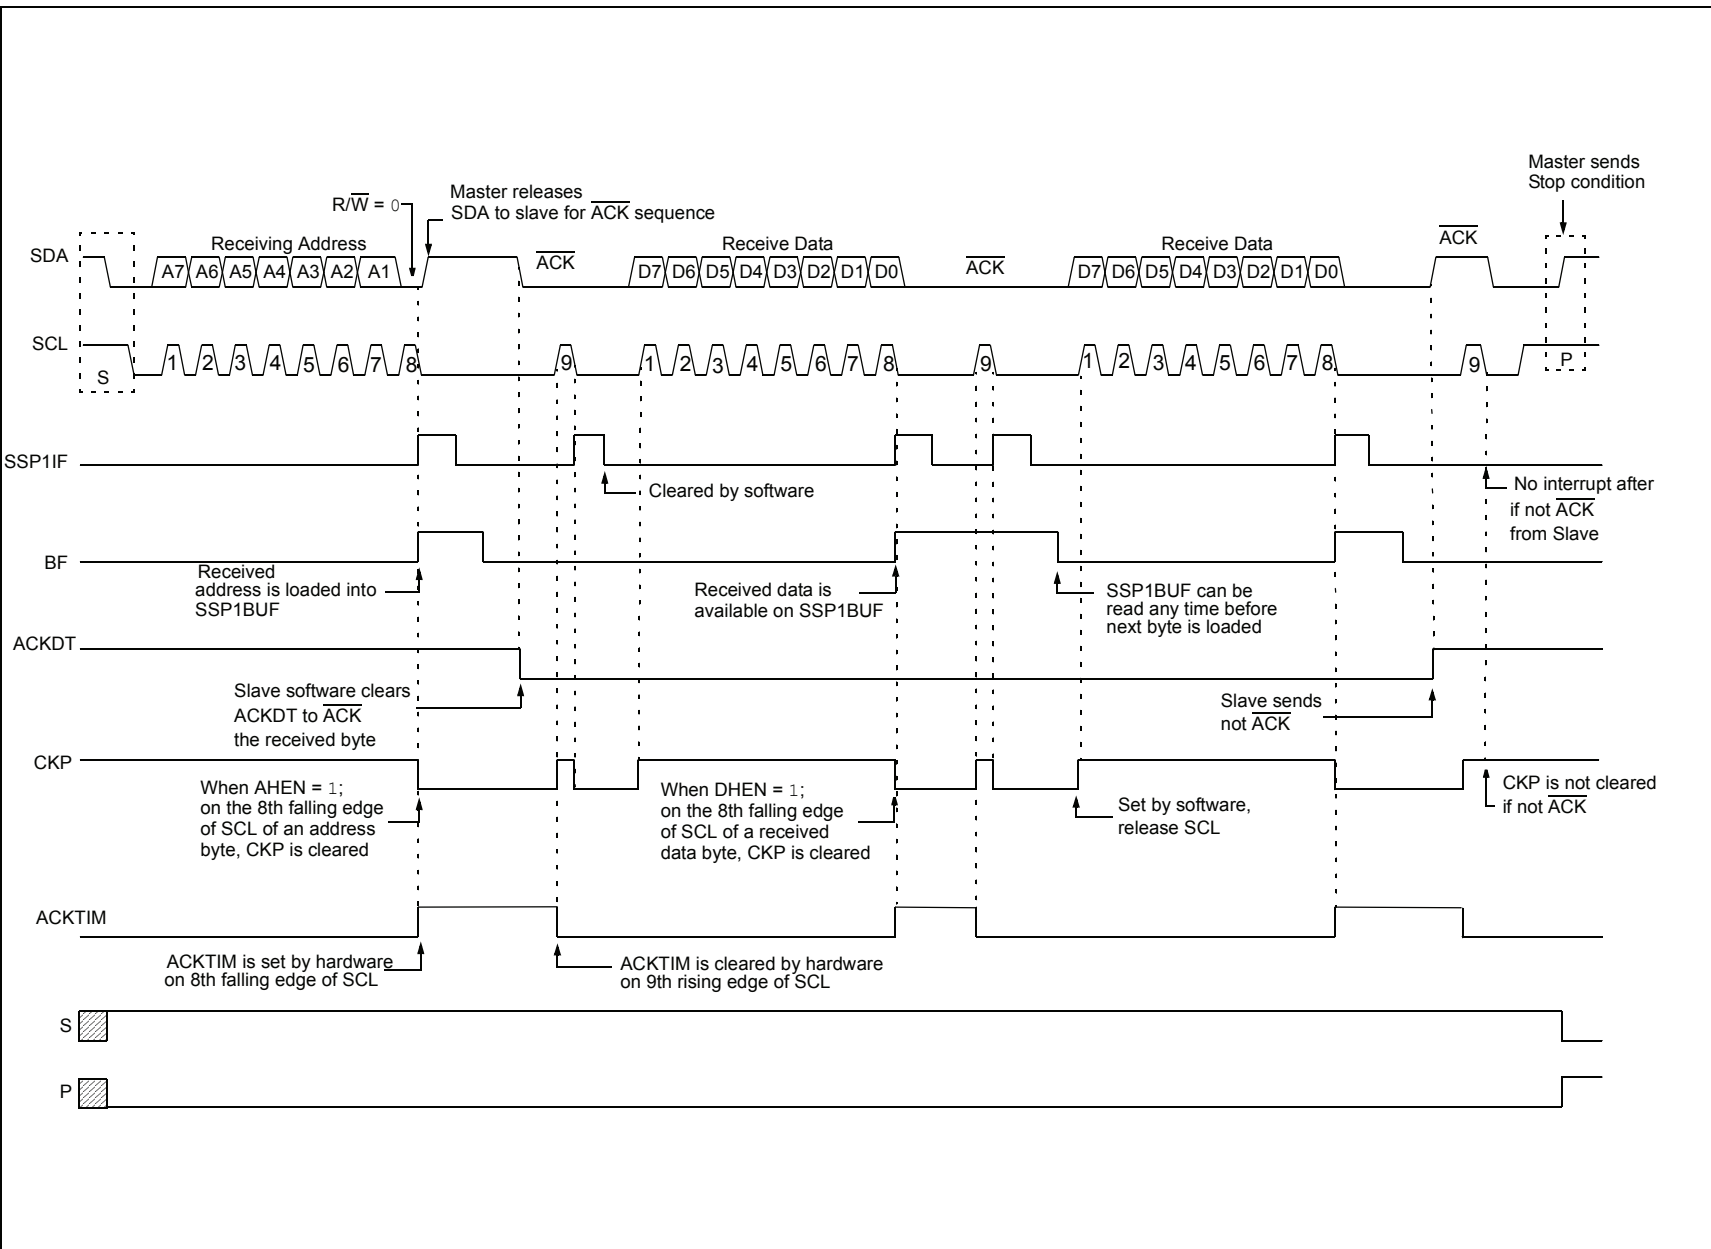 Master sends
Stop condition
R/W̅ = 0
Master releases
SDA to slave for A̅C̅K̅ sequence
SDA
Receiving Address
A7 A6 A5 A4 A3 A2 A1
A̅C̅K̅
Receive Data
D7 D6 D5 D4 D3 D2 D1 D0
A̅C̅K̅
Receive Data
D7 D6 D5 D4 D3 D2 D1 D0
A̅C̅K̅
SCL
S
1 2 3 4 5 6 7 8 9 1 2 3 4 5 6 7 8 9 1 2 3 4 5 6 7 8 9
P
SSP1IF
Cleared by software
No interrupt after
if not A̅C̅K̅
from Slave
BF
Received
address is loaded into
SSP1BUF
Received data is
available on SSP1BUF
SSP1BUF can be
read any time before
next byte is loaded
ACKDT
Slave software clears
ACKDT to A̅C̅K̅
the received byte
Slave sends
not A̅C̅K̅
CKP
When AHEN = 1;
on the 8th falling edge
of SCL of an address
byte, CKP is cleared
When DHEN = 1;
on the 8th falling edge
of SCL of a received
data byte, CKP is cleared
Set by software,
release SCL
CKP is not cleared
if not A̅C̅K̅
ACKTIM
ACKTIM is set by hardware
on 8th falling edge of SCL
ACKTIM is cleared by hardware
on 9th rising edge of SCL
S
P